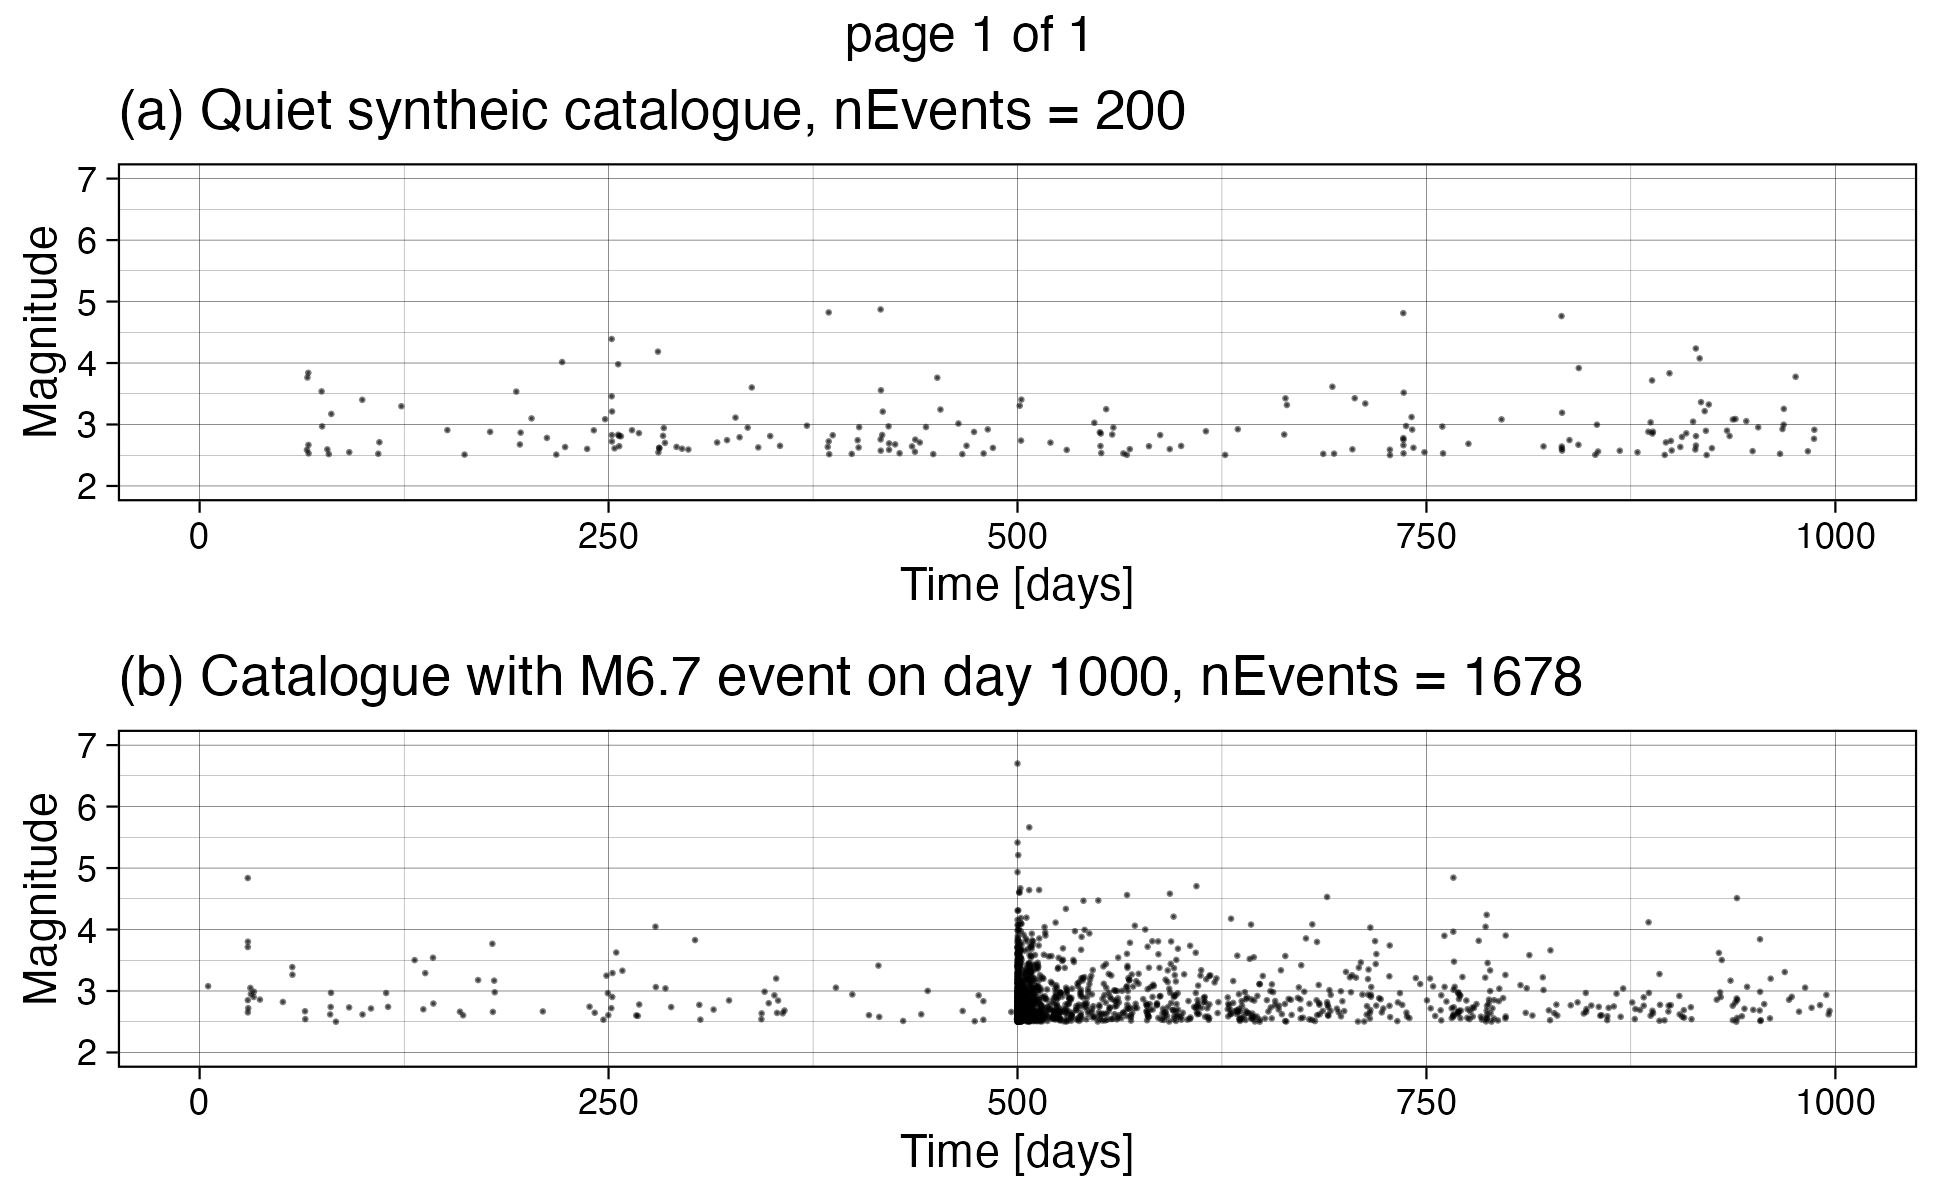 page 1 of 1
(a) Quiet syntheic catalogue, nEvents = 200
Magnitude
7
6
5
4
3
2
0 250 500 750 1000
Time [days]
(b) Catalogue with M6.7 event on day 1000, nEvents = 1678
Magnitude
7
6
5
4
3
2
0 250 500 750 1000
Time [days]